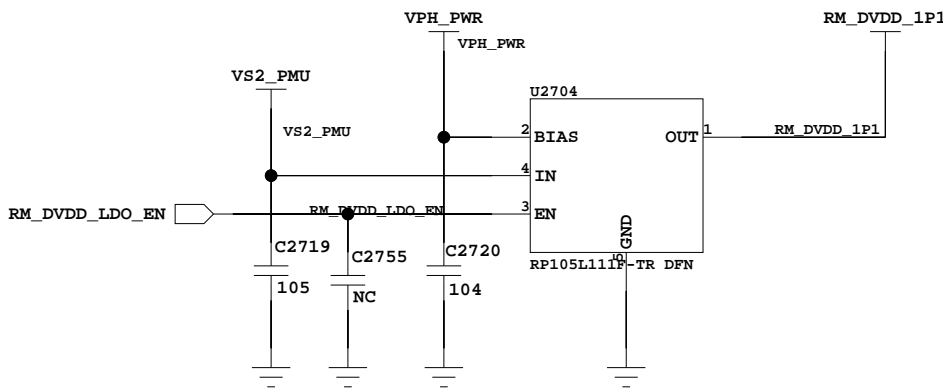 VPH_PWR
RM_DVDD_1P1
VPH_PWR
VS2_PMU
U2704
VS2_PMU
2
BIAS
OUT
1
RM_DVDD_1P1
4
IN
RM_DVDD_LDO_EN
RM_DVDD_LDO_EN
3
EN
GND
5
C2719
C2755
C2720
RP105L111F-TR DFN
105
NC
104